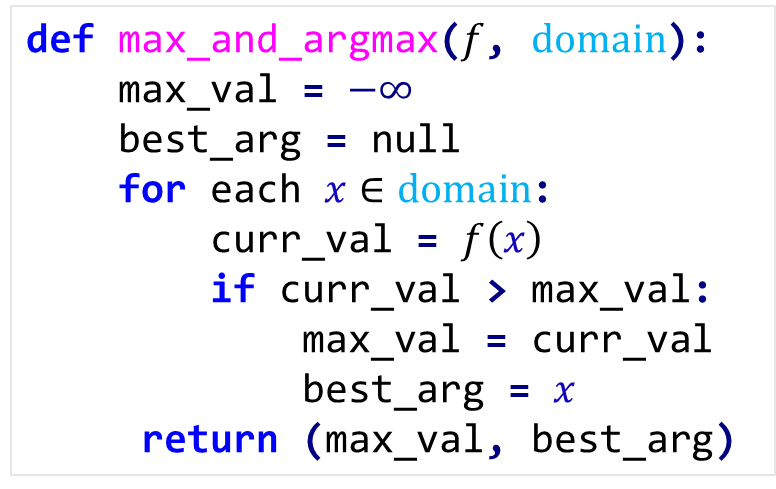 def max_and_argmax(f, domain):
    max_val = −∞
    best_arg = null
    for each x ∈ domain:
        curr_val = f(x)
        if curr_val > max_val:
            max_val = curr_val
            best_arg = x
     return (max_val, best_arg)